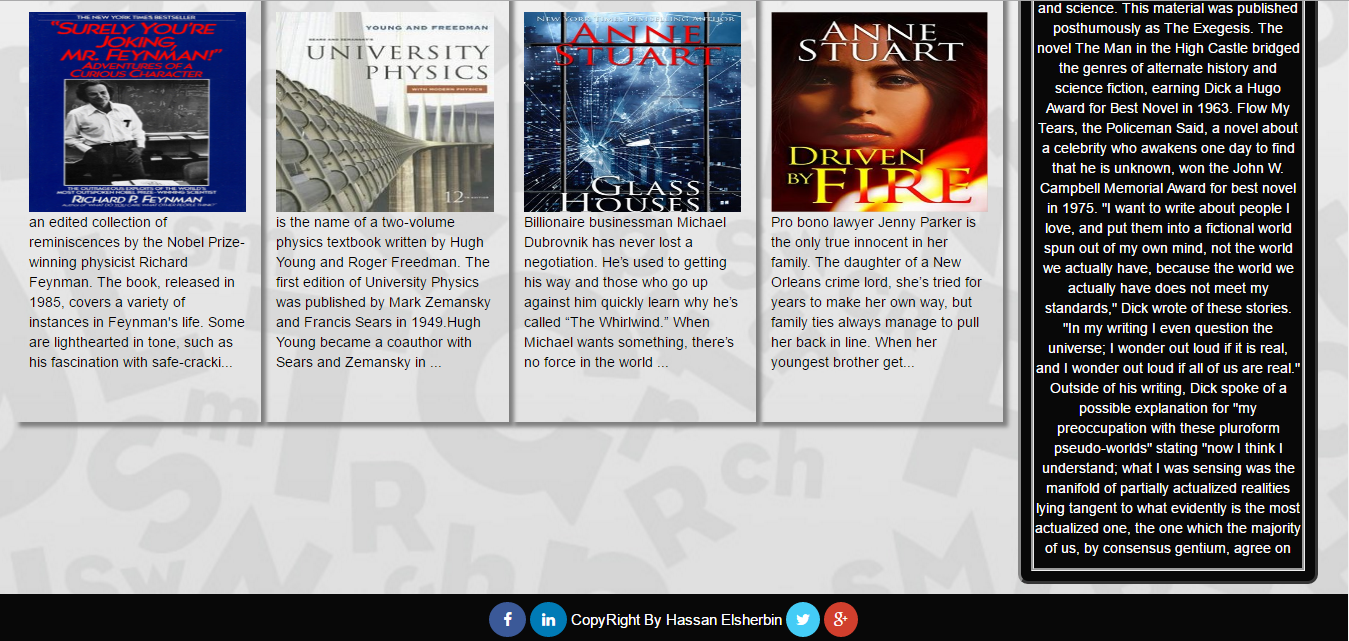 THE NEW YORK TIMES BESTSELLER
"SURELY YOU'RE
JOKING,
MR. FEYNMAN!"
ADVENTURES OF A
CURIOUS CHARACTER
THE OUTRAGEOUS EXPLOITS OF THE WORLD'S
MOST OUTSPOKEN NOBEL PRIZE-WINNING SCIENTIST
RICHARD P. FEYNMAN
AUTHOR OF "WHAT DO YOU CARE WHAT OTHER PEOPLE THINK?"
an edited collection of
reminiscences by the Nobel Prize-
winning physicist Richard
Feynman. The book, released in
1985, covers a variety of
instances in Feynman's life. Some
are lighthearted in tone, such as
his fascination with safe-cracki...
YOUNG AND FREEDMAN
SEARS AND ZEMANSKY'S
UNIVERSITY
PHYSICS
WITH MODERN PHYSICS
12TH EDITION
is the name of a two-volume
physics textbook written by Hugh
Young and Roger Freedman. The
first edition of University Physics
was published by Mark Zemansky
and Francis Sears in 1949.Hugh
Young became a coauthor with
Sears and Zemansky in ...
NEW YORK TIMES BESTSELLING AUTHOR
ANNE
STUART
GLASS
HOUSES
Billionaire businessman Michael
Dubrovnik has never lost a
negotiation. He’s used to getting
his way and those who go up
against him quickly learn why he’s
called “The Whirlwind.” When
Michael wants something, there’s
no force in the world ...
ANNE
STUART
DRIVEN
BY FIRE
Pro bono lawyer Jenny Parker is
the only true innocent in her
family. The daughter of a New
Orleans crime lord, she’s tried for
years to make her own way, but
family ties always manage to pull
her back in line. When her
youngest brother get...
and science. This material was published
posthumously as The Exegesis. The
novel The Man in the High Castle bridged
the genres of alternate history and
science fiction, earning Dick a Hugo
Award for Best Novel in 1963. Flow My
Tears, the Policeman Said, a novel about
a celebrity who awakens one day to find
that he is unknown, won the John W.
Campbell Memorial Award for best novel
in 1975. "I want to write about people I
love, and put them into a fictional world
spun out of my own mind, not the world
we actually have, because the world we
actually have does not meet my
standards," Dick wrote of these stories.
"In my writing I even question the
universe; I wonder out loud if it is real,
and I wonder out loud if all of us are real."
Outside of his writing, Dick spoke of a
possible explanation for "my
preoccupation with these pluroform
pseudo-worlds" stating "now I think I
understand; what I was sensing was the
manifold of partially actualized realities
lying tangent to what evidently is the most
actualized one, the one which the majority
of us, by consensus gentium, agree on
CopyRight By Hassan Elsherbin